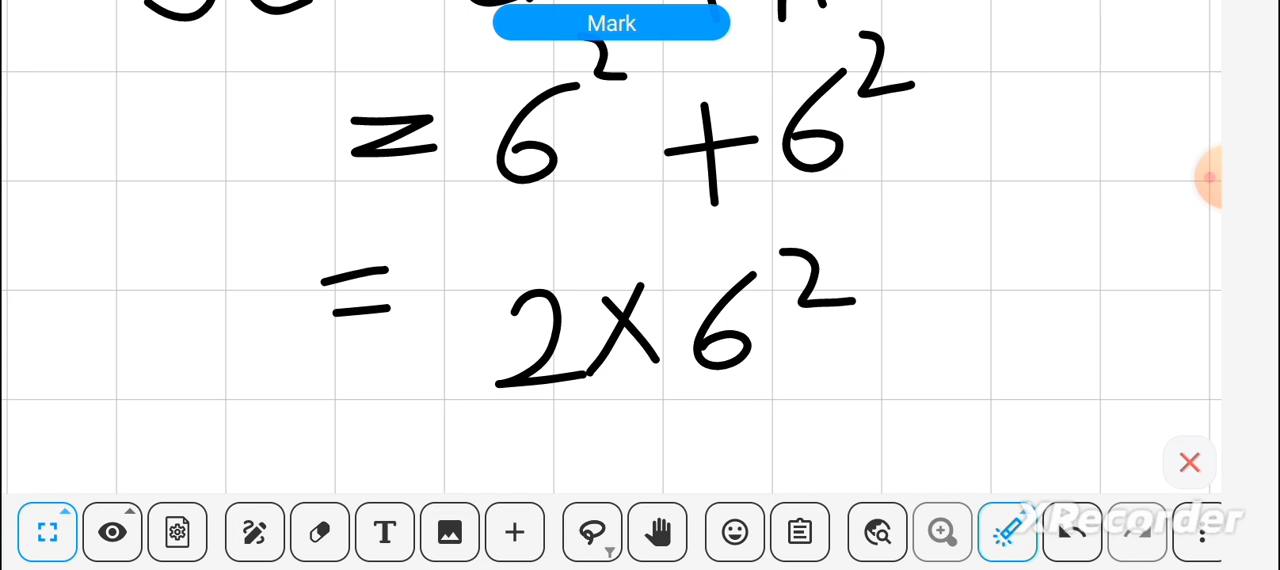 Mark
= 6² + 6²
= 2 × 6²
T
XRecorder